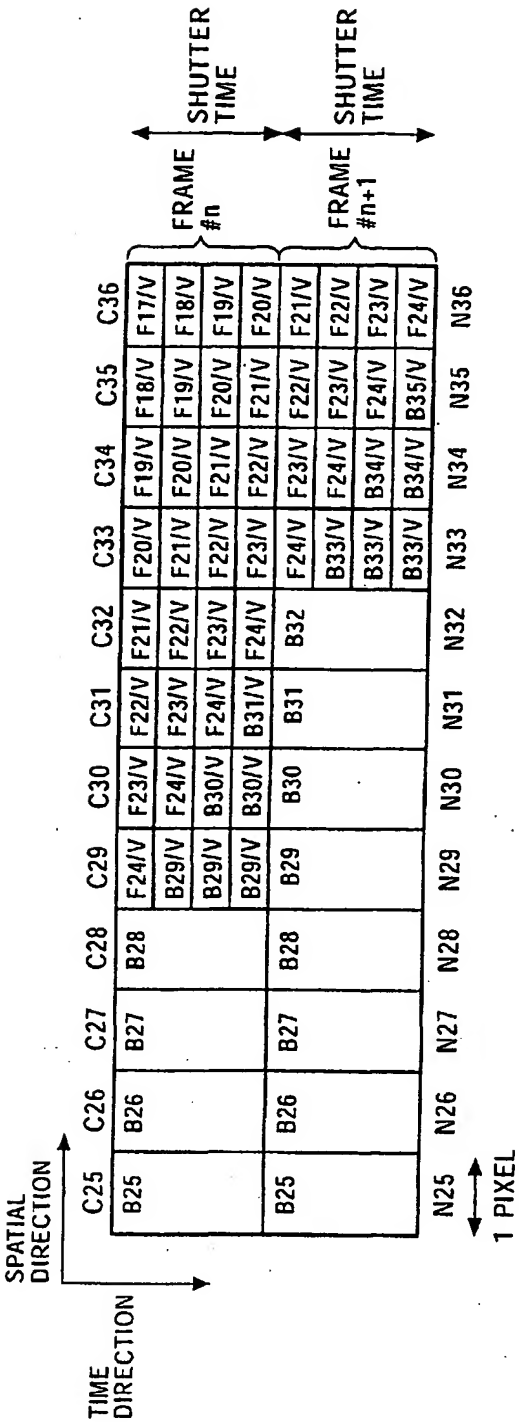 SPATIAL
DIRECTION
TIME
DIRECTION
C25 C26 C27 C28 C29 C30 C31 C32 C33 C34 C35 C36
B25 B26 B27 B28 F24/V F23/V F22/V F21/V F20/V F19/V F18/V F17/V
B29/V F24/V F23/V F22/V F21/V F20/V F19/V F18/V
B29/V B30/V F24/V F23/V F22/V F21/V F20/V F19/V
B29/V B30/V B31/V F24/V F23/V F22/V F21/V F20/V
FRAME
#n
SHUTTER
TIME
B25 B26 B27 B28 B29 B30 B31 B32 F24/V F23/V F22/V F21/V
B33/V F24/V F23/V F22/V
B33/V B34/V F24/V F23/V
B33/V B34/V B35/V F24/V
FRAME
#n+1
SHUTTER
TIME
N25 N26 N27 N28 N29 N30 N31 N32 N33 N34 N35 N36
1 PIXEL